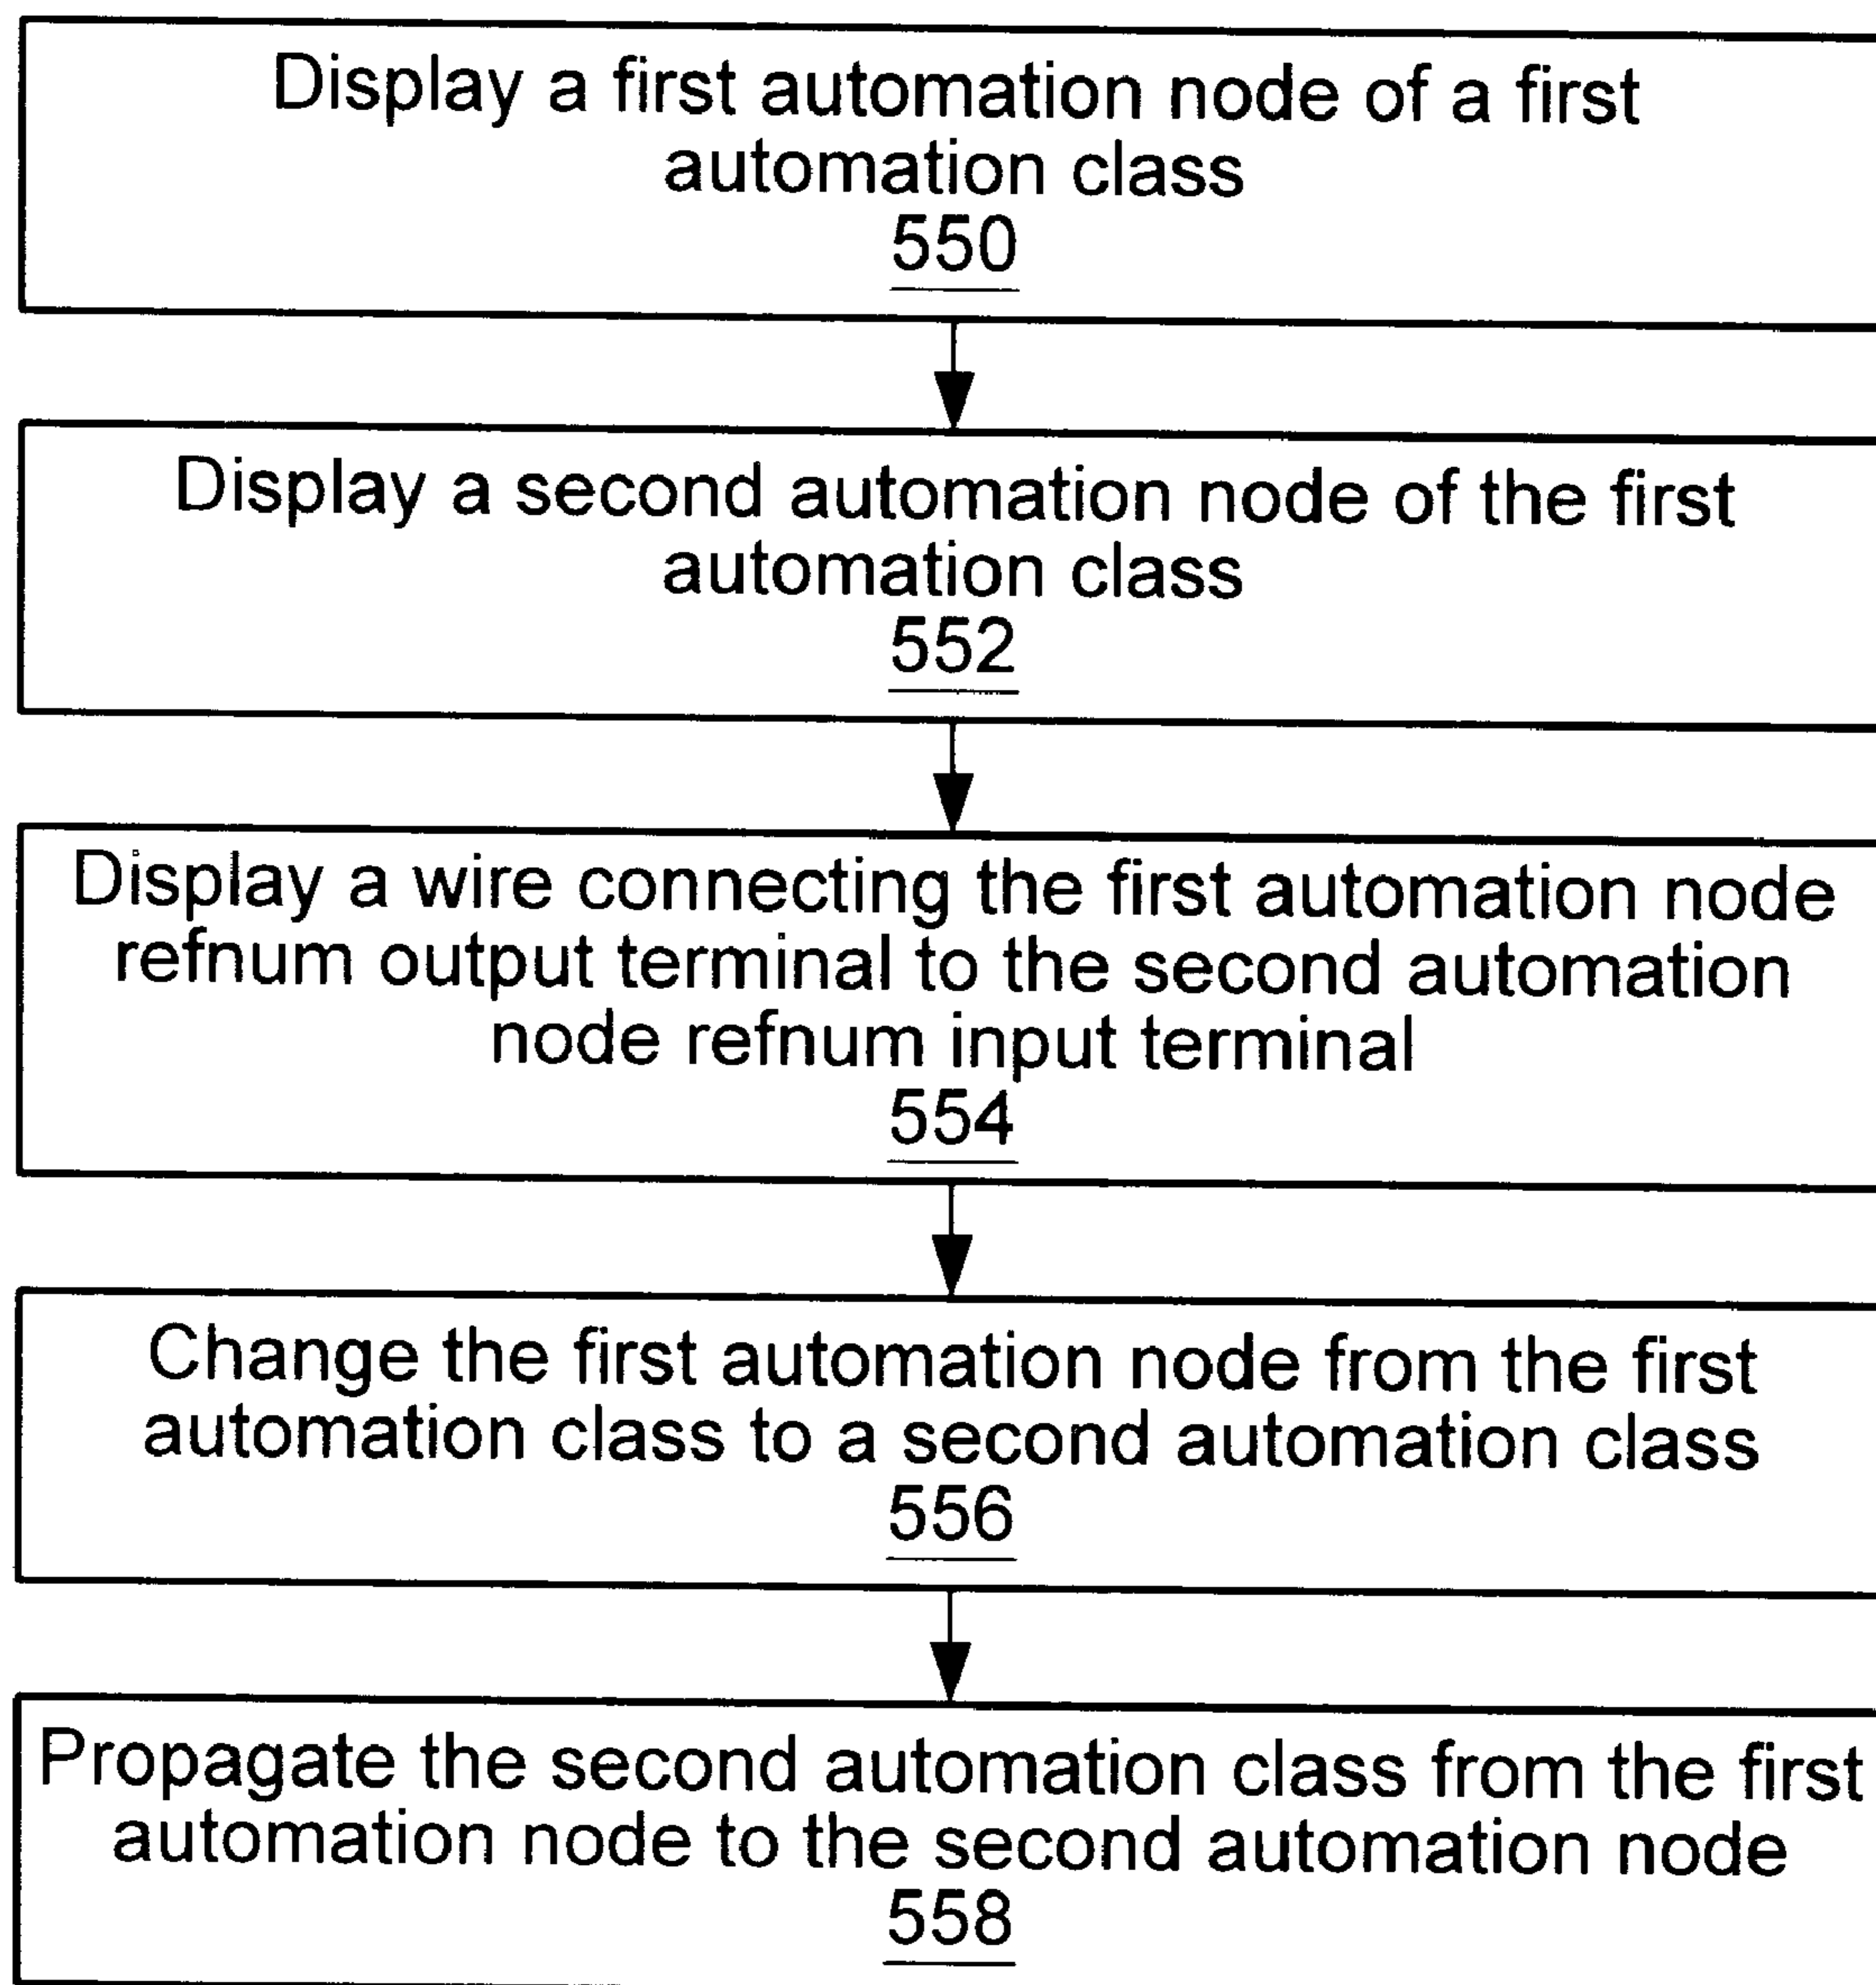 Display a first automation node of a first
automation class
550
Display a second automation node of the first
automation class
552
Display a wire connecting the first automation node
refnum output terminal to the second automation
node refnum input terminal
554
Change the first automation node from the first
automation class to a second automation class
556
Propagate the second automation class from the first
automation node to the second automation node
558